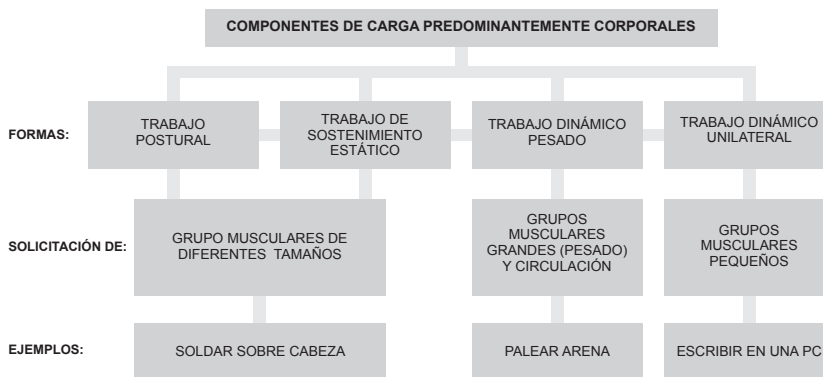 COMPONENTES DE CARGA PREDOMINANTEMENTE CORPORALES
FORMAS:
TRABAJO
POSTURAL
TRABAJO DE
SOSTENIMIENTO
ESTÁTICO
TRABAJO DINÁMICO
PESADO
TRABAJO DINÁMICO
UNILATERAL
SOLICITACIÓN DE:
GRUPO MUSCULARES DE
DIFERENTES TAMAÑOS
GRUPOS
MUSCULARES
GRANDES (PESADO)
Y CIRCULACIÓN
GRUPOS
MUSCULARES
PEQUEÑOS
EJEMPLOS:
SOLDAR SOBRE CABEZA
PALEAR ARENA
ESCRIBIR EN UNA PC